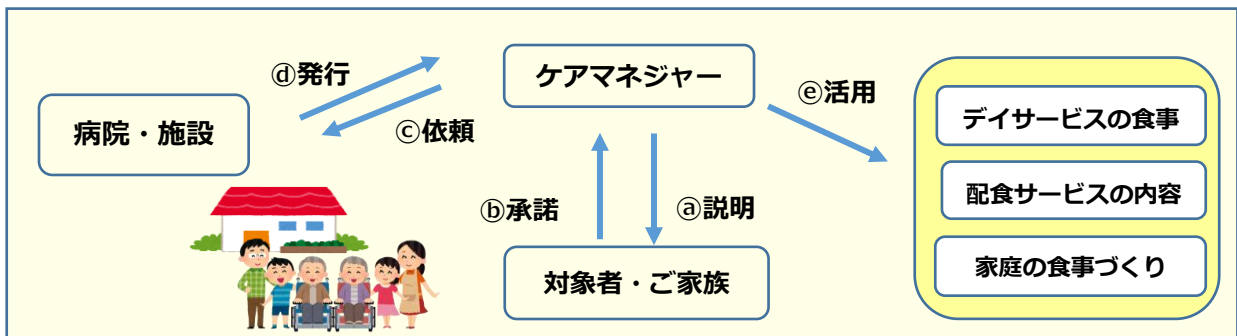 ⓓ発行
ケアマネジャー
ⓔ活用
病院・施設
ⓒ依頼
デイサービスの食事
配食サービスの内容
ⓑ承諾
ⓐ説明
対象者・ご家族
家庭の食事づくり